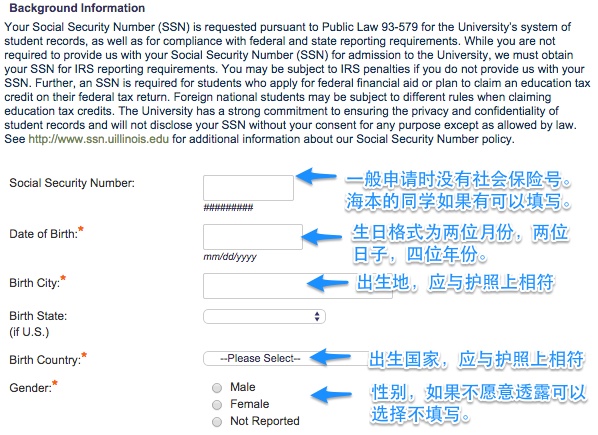 Background Information
Your Social Security Number (SSN) is requested pursuant to Public Law 93-579 for the University's system of
student records, as well as for compliance with federal and state reporting requirements. While you are not
required to provide us with your Social Security Number (SSN) for admission to the University, we must obtain
your SSN for IRS reporting requirements. You may be subject to IRS penalties if you do not provide us with your
SSN. Further, an SSN is required for students who apply for federal financial aid or plan to claim an education tax
credit on their federal tax return. Foreign national students may be subject to different rules when claiming
education tax credits. The University has a strong commitment to ensuring the privacy and confidentiality of
student records and will not disclose your SSN without your consent for any purpose except as allowed by law.
See http://www.ssn.uillinois.edu for additional information about our Social Security Number policy.
Social Security Number:
一般申请时没有社会保险号。
海本的同学如果有可以填写。
#########
Date of Birth:*
生日格式为两位月份，两位
日子，四位年份。
mm/dd/yyyy
Birth City:*
出生地，应与护照上相符
Birth State:
(if U.S.)
Birth Country:*
--Please Select--
出生国家，应与护照上相符
Gender:*
Male
Female
Not Reported
性别，如果不愿意透露可以
选择不填写。